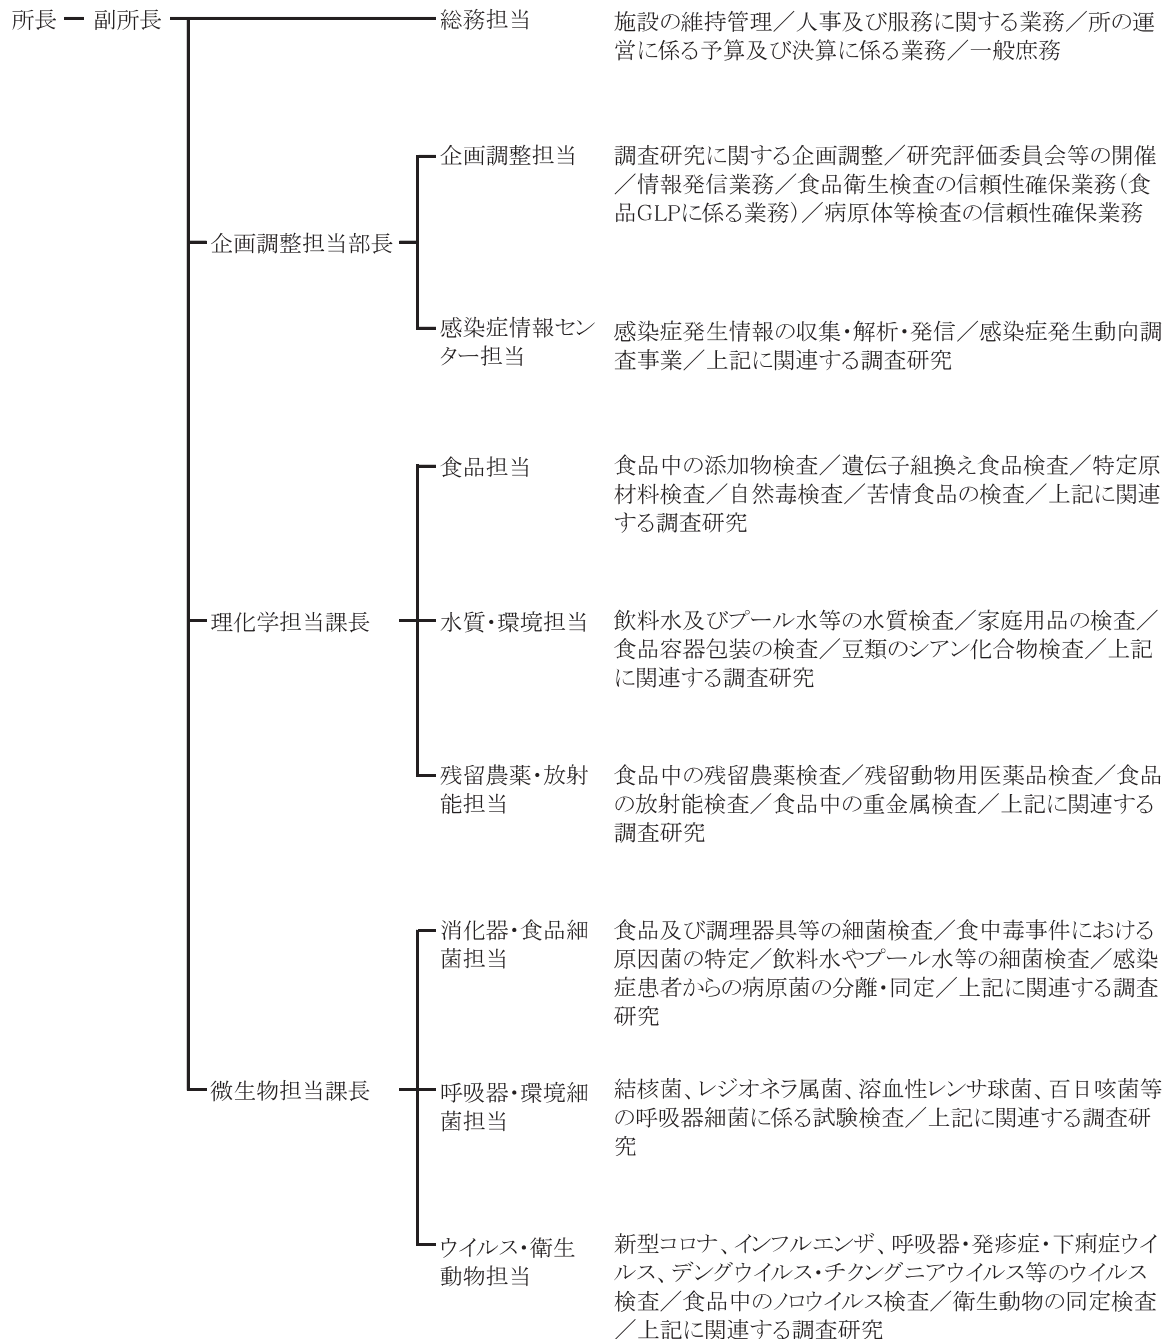 所長
副所長
総務担当
施設の維持管理／人事及び服務に関する業務／所の運
営に係る予算及び決算に係る業務／一般庶務
企画調整担当部長
企画調整担当
調査研究に関する企画調整／研究評価委員会等の開催
／情報発信業務／食品衛生検査の信頼性確保業務（食
品GLPに係る業務）／病原体等検査の信頼性確保業務
感染症情報セン
ター担当
感染症発生情報の収集・解析・発信／感染症発生動向調
査事業／上記に関連する調査研究
理化学担当課長
食品担当
食品中の添加物検査／遺伝子組換え食品検査／特定原
材料検査／自然毒検査／苦情食品の検査／上記に関連
する調査研究
水質・環境担当
飲料水及びプール水等の水質検査／家庭用品の検査／
食品容器包装の検査／豆類のシアン化合物検査／上記
に関連する調査研究
残留農薬・放射
能担当
食品中の残留農薬検査／残留動物用医薬品検査／食品
の放射能検査／食品中の重金属検査／上記に関連する
調査研究
微生物担当課長
消化器・食品細
菌担当
食品及び調理器具等の細菌検査／食中毒事件における
原因菌の特定／飲料水やプール水等の細菌検査／感染
症患者からの病原菌の分離・同定／上記に関連する調査
研究
呼吸器・環境細
菌担当
結核菌、レジオネラ属菌、溶血性レンサ球菌、百日咳菌等
の呼吸器細菌に係る試験検査／上記に関連する調査研
究
ウイルス・衛生
動物担当
新型コロナ、インフルエンザ、呼吸器・発疹症・下痢症ウイ
ルス、デングウイルス・チクングニアウイルス等のウイルス
検査／食品中のノロウイルス検査／衛生動物の同定検査
／上記に関連する調査研究